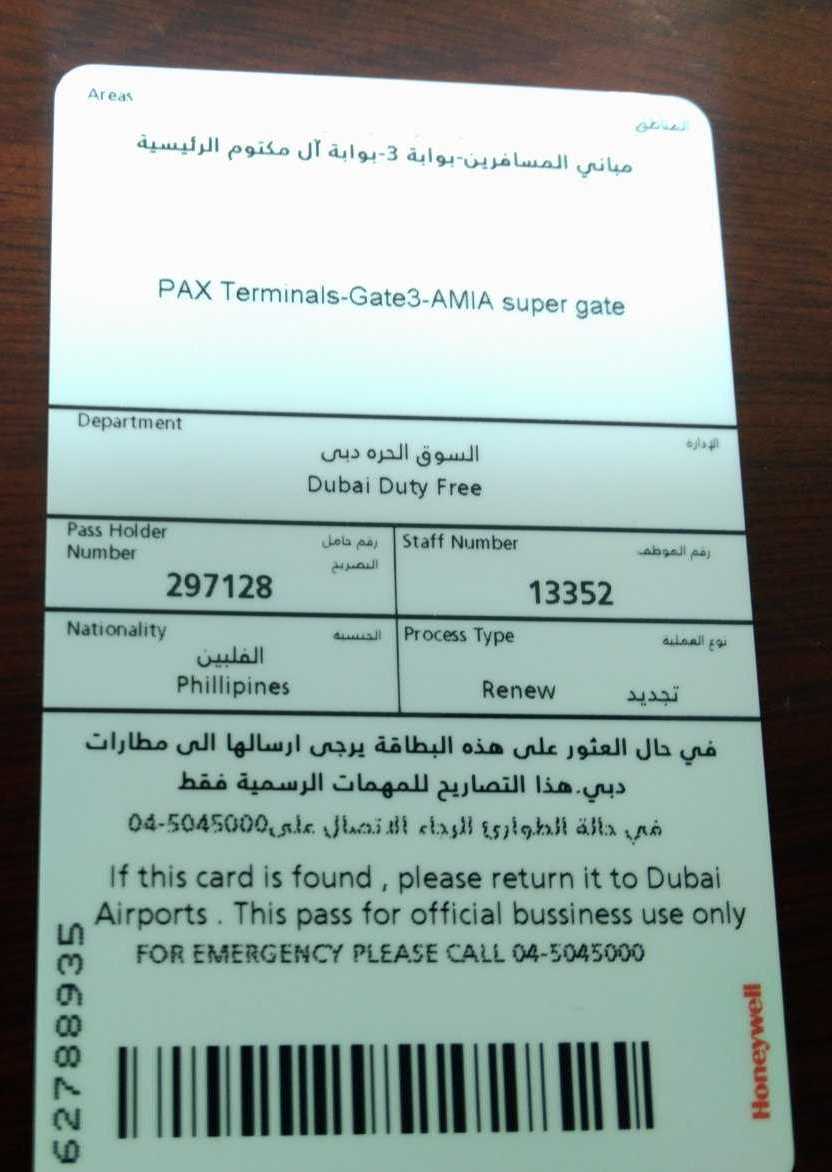 Areas
المناطق
مباني المسافرين-بوابة 3-بوابة آل مكتوم الرئيسية
PAX Terminals-Gate3-AMIA super gate
Department
الإدارة
السوق الحره دبي
Dubai Duty Free
Pass Holder
Number
رقم حامل
التصريح
297128
Staff Number
رقم الموظف
13352
Nationality
الجنسية
الفلبين
Phillipines
Process Type
نوع العملية
Renew
تجديد
في حال العثور على هذه البطاقة يرجى ارسالها الى مطارات
دبي.هذا التصاريح للمهمات الرسمية فقط
في حالة الطوارئ الرجاء الاتصال على04-5045000
If this card is found , please return it to Dubai
Airports . This pass for official bussiness use only
FOR EMERGENCY PLEASE CALL 04-5045000
62788935
Honeywell